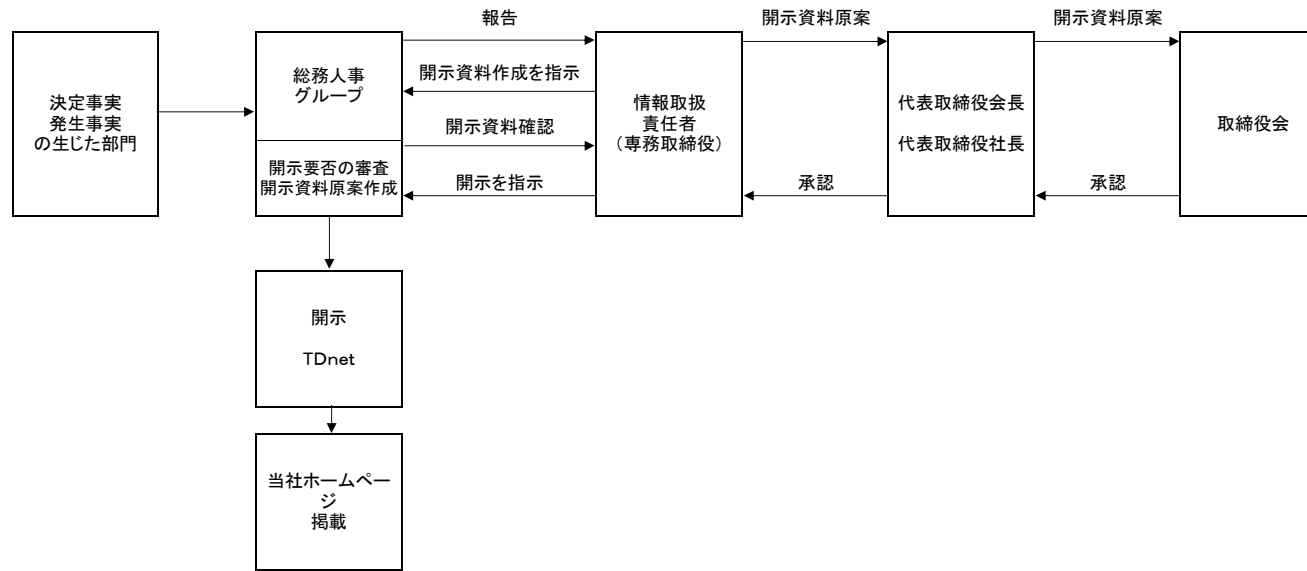 報告
開示資料原案
開示資料原案
決定事実
発生事実
の生じた部門
総務人事
グループ
開示資料作成を指示
開示資料確認
開示要否の審査
開示資料原案作成
開示を指示
情報取扱
責任者
（専務取締役）
代表取締役会長
代表取締役社長
承認
取締役会
承認
開示
TDnet
当社ホームペー
ジ
掲載